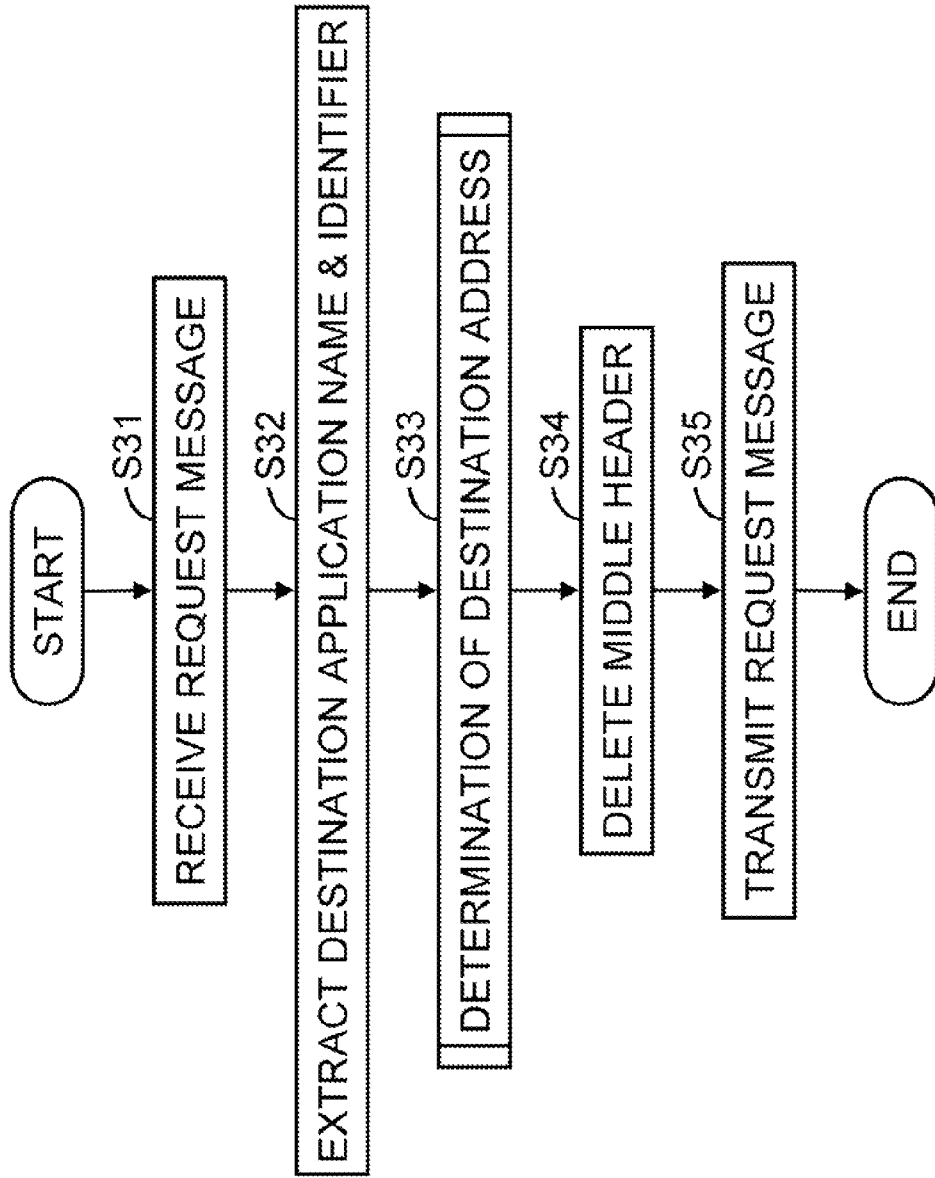 START
S31
RECEIVE REQUEST MESSAGE
S32
EXTRACT DESTINATION APPLICATION NAME & IDENTIFIER
S33
DETERMINATION OF DESTINATION ADDRESS
S34
DELETE MIDDLE HEADER
S35
TRANSMIT REQUEST MESSAGE
END